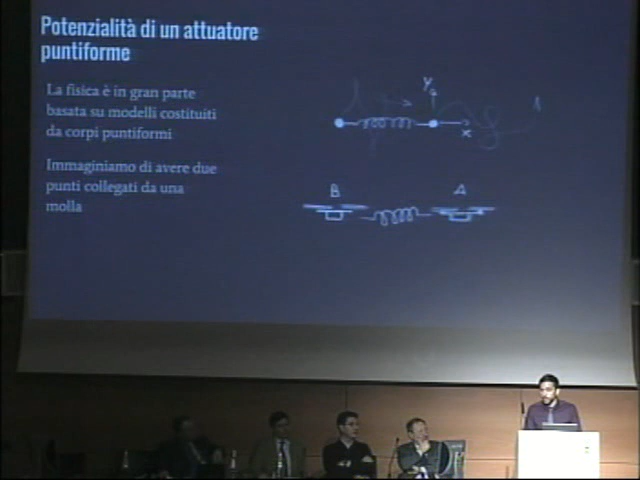 Potenzialità di un attuatore
puntiforme
La fisica è in gran parte
basata su modelli costituiti
da corpi puntiformi
Immaginiamo di avere due
punti collegati da una
molla
y
x
B A